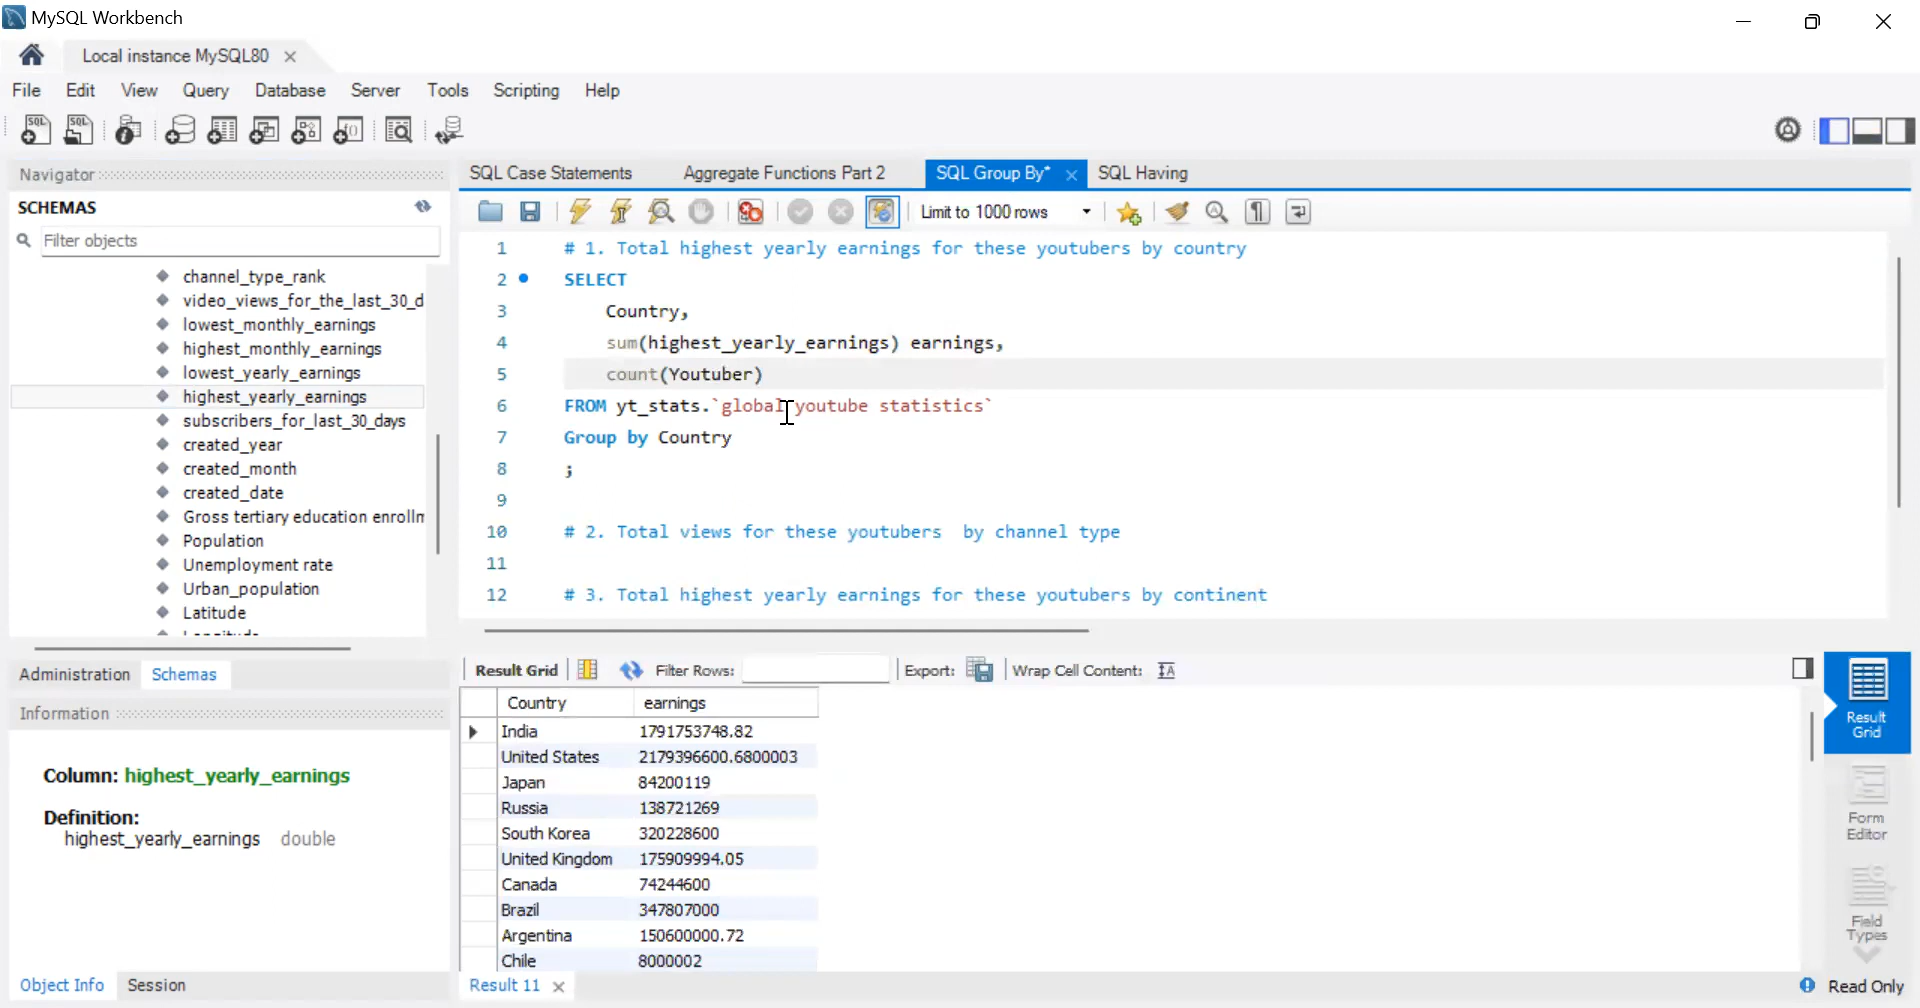 MySQL Workbench
Local instance MySQL80
File Edit View Query Database Server Tools Scripting Help
Navigator
SCHEMAS
Filter objects
channel_type_rank
video_views_for_the_last_30_d
lowest_monthly_earnings
highest_monthly_earnings
lowest_yearly_earnings
highest_yearly_earnings
subscribers_for_last_30_days
created_year
created_month
created_date
Gross tertiary education enrollm
Population
Unemployment rate
Urban_population
Latitude
Administration Schemas
Information
Column: highest_yearly_earnings
Definition:
highest_yearly_earnings double
Object Info Session
SQL Case Statements Aggregate Functions Part 2 SQL Group By* SQL Having
Limit to 1000 rows
1 # 1. Total highest yearly earnings for these youtubers by country
2 SELECT
3 Country,
4 sum(highest_yearly_earnings) earnings,
5 count(Youtuber)
6 FROM yt_stats.`global youtube statistics`
7 Group by Country
8 ;
9
10 # 2. Total views for these youtubers  by channel type
11
12 # 3. Total highest yearly earnings for these youtubers by continent
Result Grid Filter Rows: Export: Wrap Cell Content:
Country earnings
India 1791753748.82
United States 2179396600.6800003
Japan 84200119
Russia 138721269
South Korea 320228600
United Kingdom 175909994.05
Canada 74244600
Brazil 347807000
Argentina 150600000.72
Chile 8000002
Result 11
Result
Grid
Form
Editor
Field
Types
Read Only